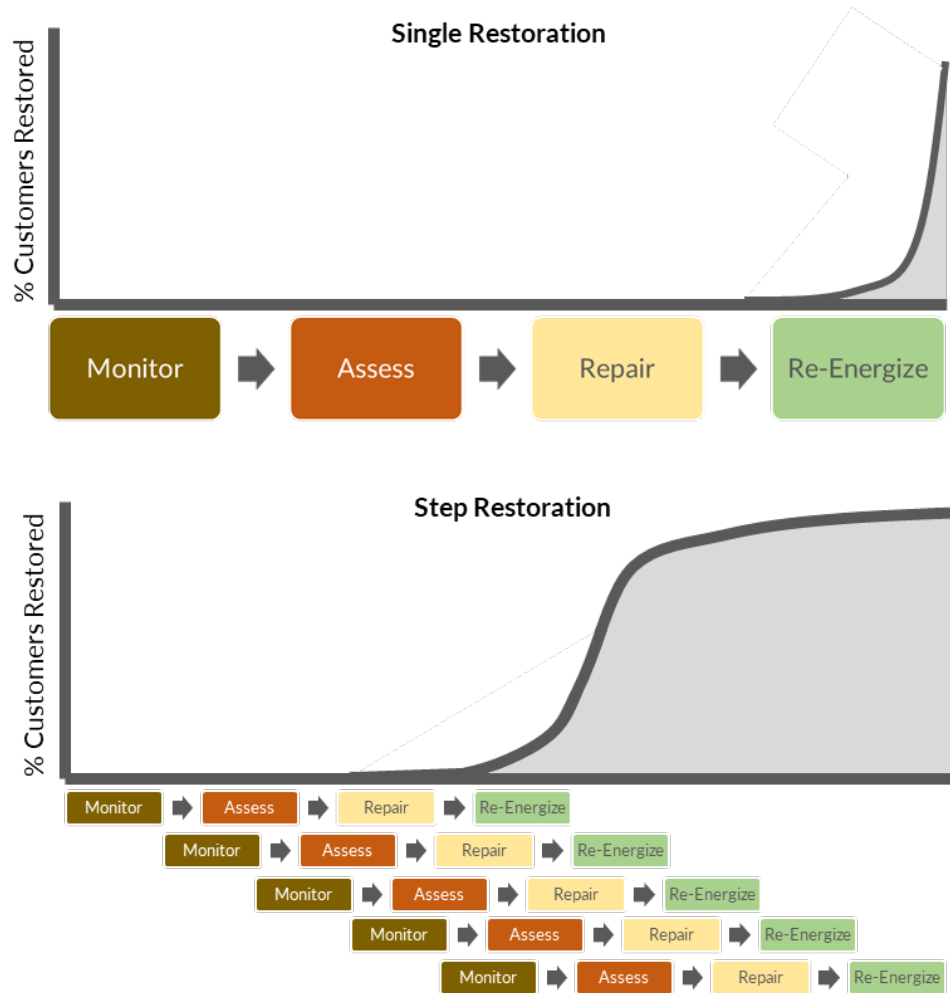 Single Restoration
% Customers Restored
Monitor Assess Repair Re-Energize
Step Restoration
% Customers Restored
Monitor Assess Repair Re-Energize
Monitor Assess Repair Re-Energize
Monitor Assess Repair Re-Energize
Monitor Assess Repair Re-Energize
Monitor Assess Repair Re-Energize